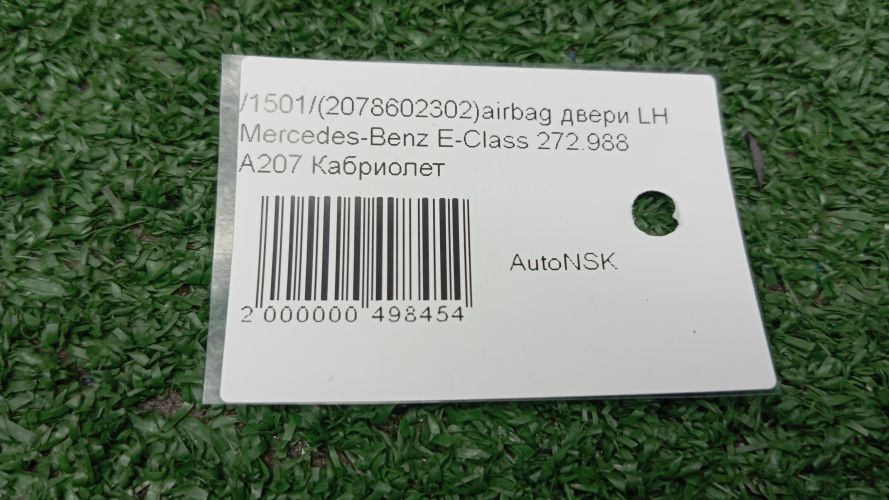 /1501/(2078602302)airbag двери LH
Mercedes-Benz E-Class 272.988
A207 Кабриолет
AutoNSK
2 000000 498454